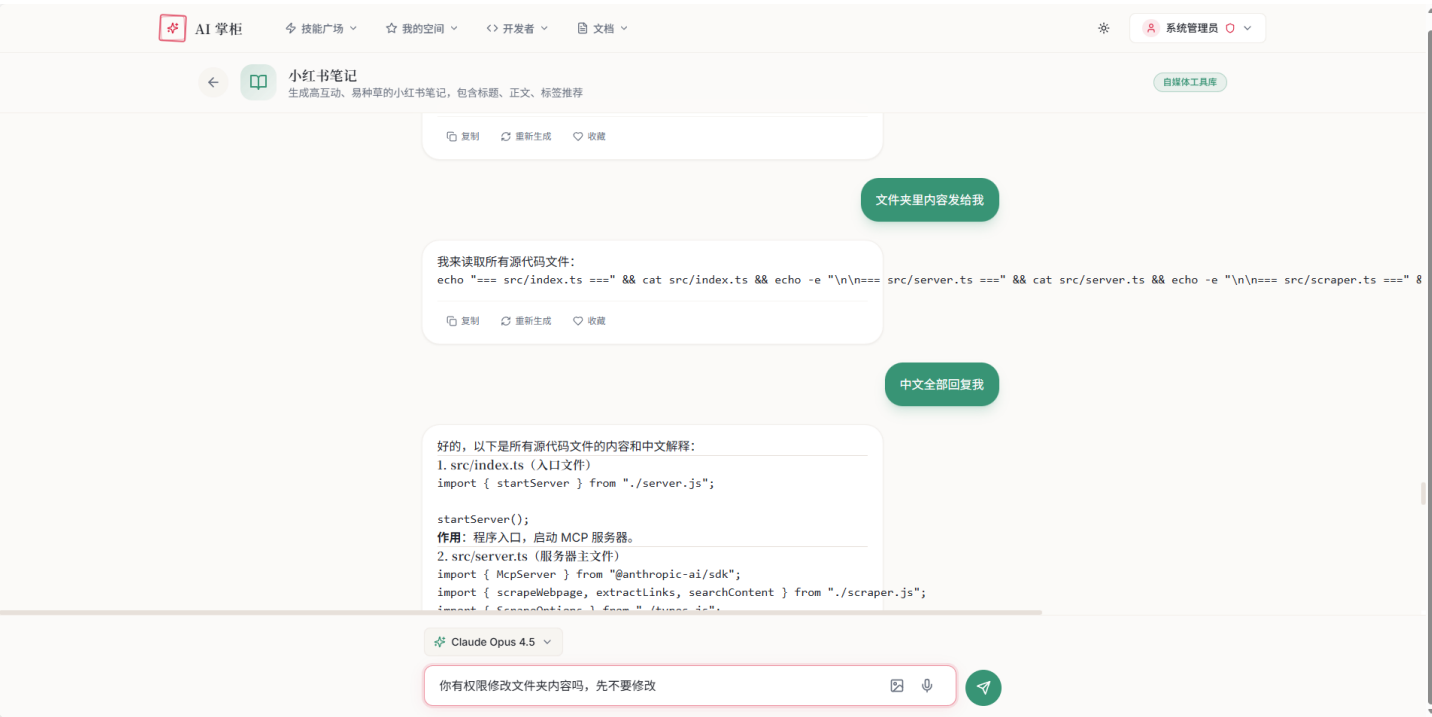 AI 掌柜
技能广场
我的空间
<> 开发者
文档
系统管理员
小红书笔记
生成高互动、易种草的小红书笔记，包含标题、正文、标签推荐
自媒体工具库
复制 重新生成 收藏
文件夹里内容发给我
我来读取所有源代码文件：
echo "=== src/index.ts ===" && cat src/index.ts && echo -e "\n\n=== src/server.ts ===" && cat src/server.ts && echo -e "\n\n=== src/scraper.ts ===" &
复制 重新生成 收藏
中文全部回复我
好的，以下是所有源代码文件的内容和中文解释：
1. src/index.ts（入口文件）
import { startServer } from "./server.js";
startServer();
作用：程序入口，启动 MCP 服务器。
2. src/server.ts（服务器主文件）
import { McpServer } from "@anthropic-ai/sdk";
import { scrapeWebpage, extractLinks, searchContent } from "./scraper.js";
import { ScrapeOptions } from "./types.js";
Claude Opus 4.5
你有权限修改文件夹内容吗，先不要修改